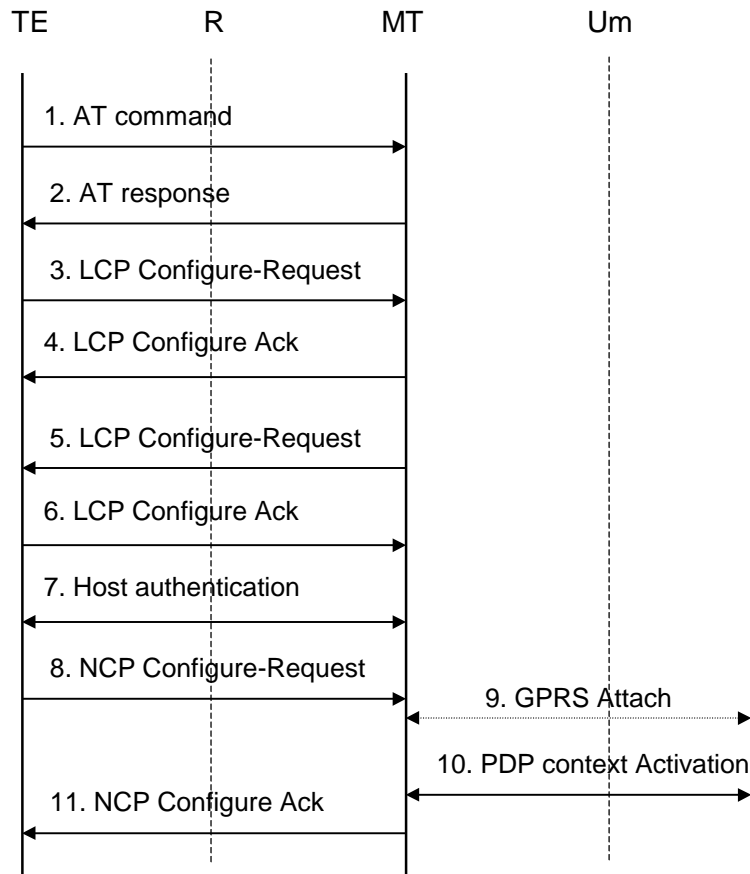 TE R MT Um
1. AT command
2. AT response
3. LCP Configure-Request
4. LCP Configure Ack
5. LCP Configure-Request
6. LCP Configure Ack
7. Host authentication
8. NCP Configure-Request
9. GPRS Attach
10. PDP context Activation
11. NCP Configure Ack